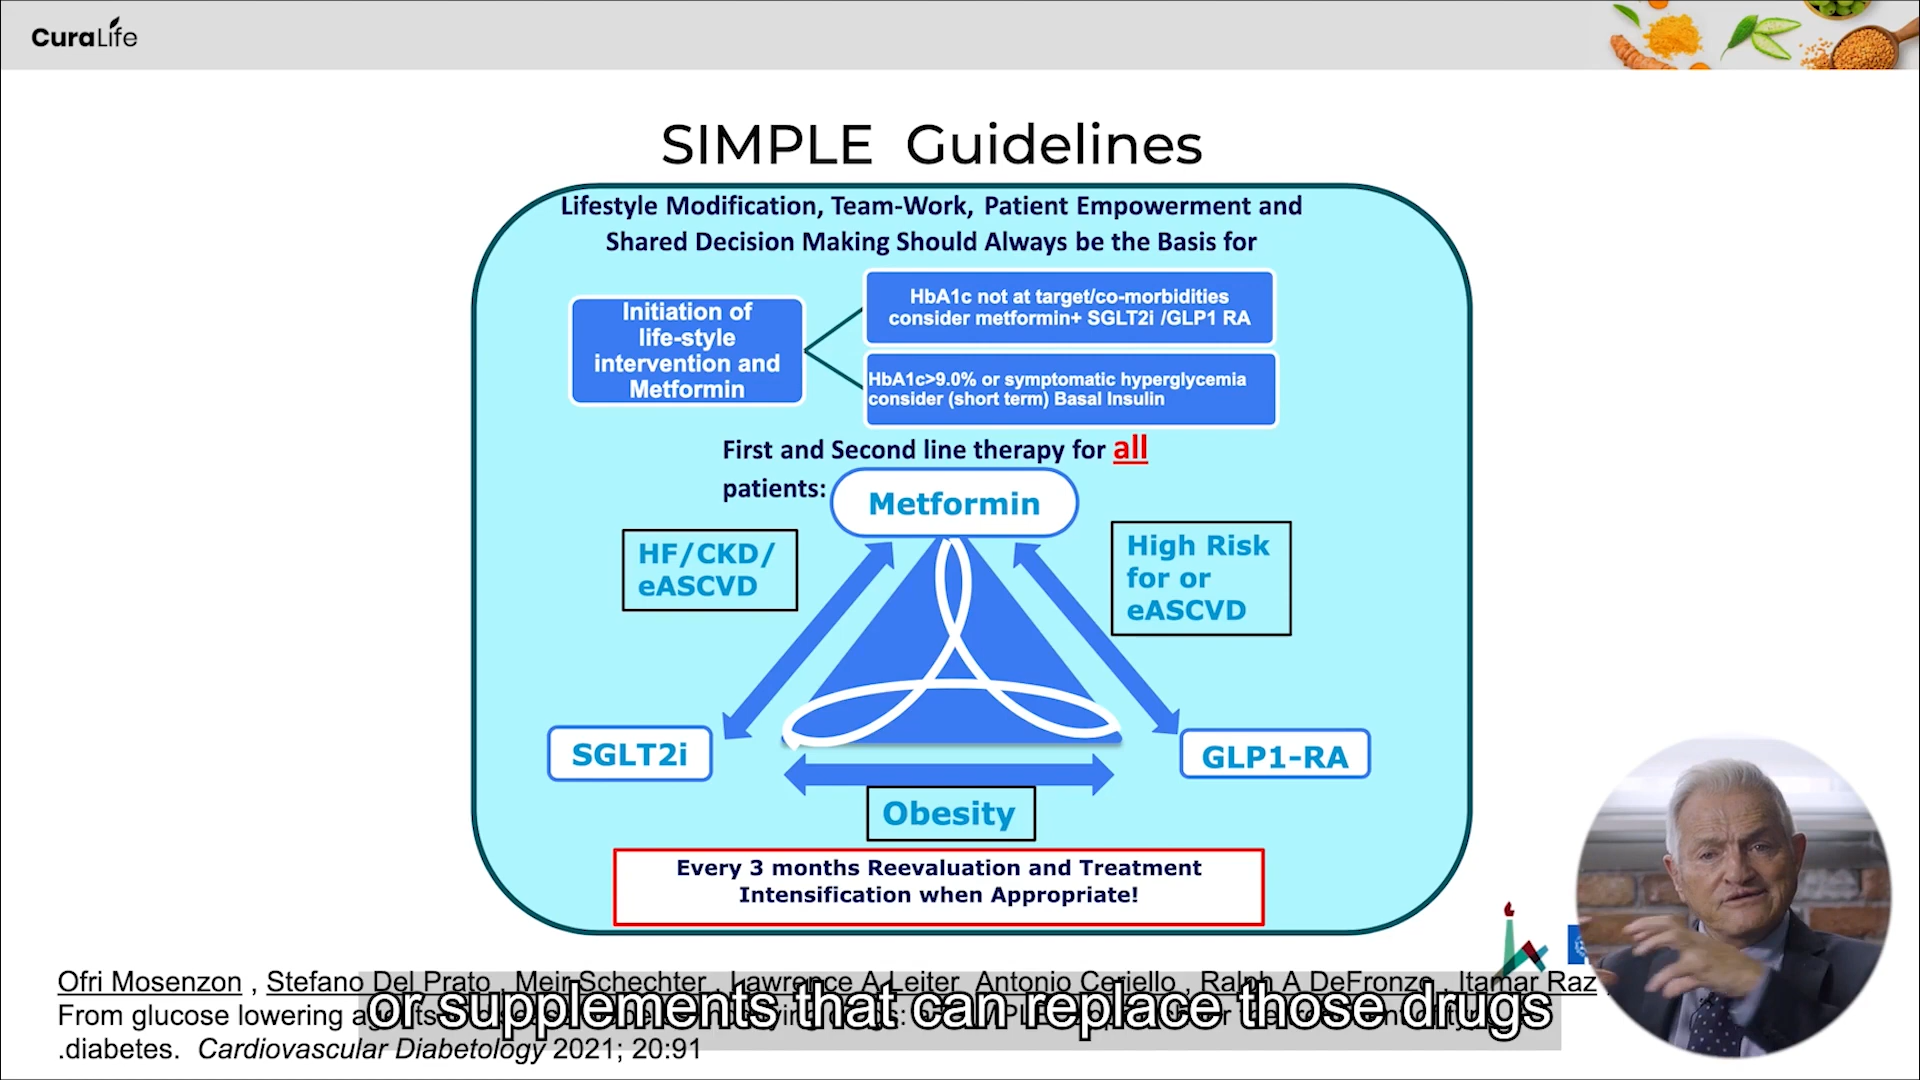 CuraLife
SIMPLE Guidelines
Lifestyle Modification, Team-Work, Patient Empowerment and
Shared Decision Making Should Always be the Basis for
Initiation of
life-style
intervention and
Metformin
HbA1c not at target/co-morbidities
consider metformin+ SGLT2i /GLP1 RA
HbA1c>9.0% or symptomatic hyperglycemia
consider (short term) Basal Insulin
First and Second line therapy for all
patients:
Metformin
HF/CKD/
eASCVD
High Risk
for or
eASCVD
SGLT2i
GLP1-RA
Obesity
Every 3 months Reevaluation and Treatment
Intensification when Appropriate!
Ofri Mosenzon , Stefano Del Prato , Meir Schechter , Lawrence A Leiter , Antonio Ceriello , Ralph A DeFronzo , Itamar Raz
From glucose lowering
.diabetes. Cardiovascular Diabetology 2021; 20:91
or supplements that can replace those drugs